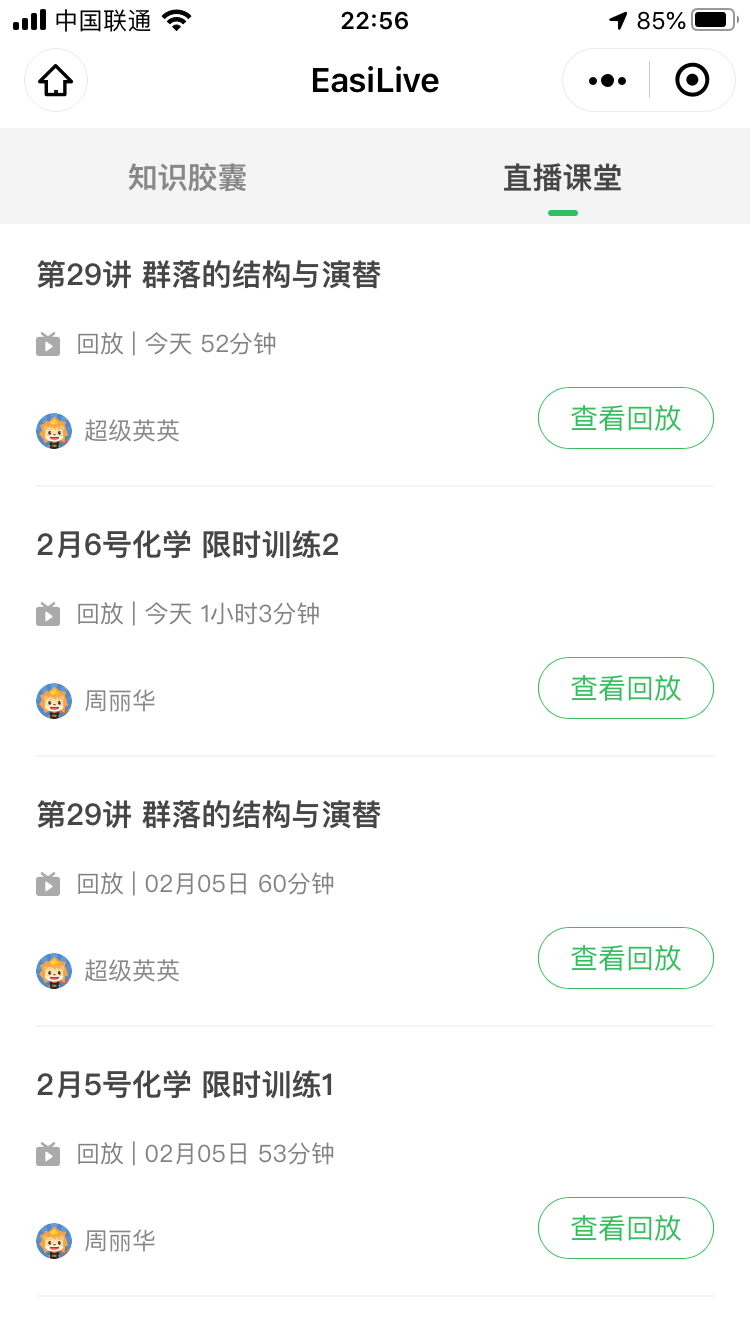 中国联通 22:56 85%
EasiLive
知识胶囊 直播课堂
第29讲 群落的结构与演替
回放 | 今天 52分钟
超级英英 查看回放
2月6号化学 限时训练2
回放 | 今天 1小时3分钟
周丽华 查看回放
第29讲 群落的结构与演替
回放 | 02月05日 60分钟
超级英英 查看回放
2月5号化学 限时训练1
回放 | 02月05日 53分钟
周丽华 查看回放